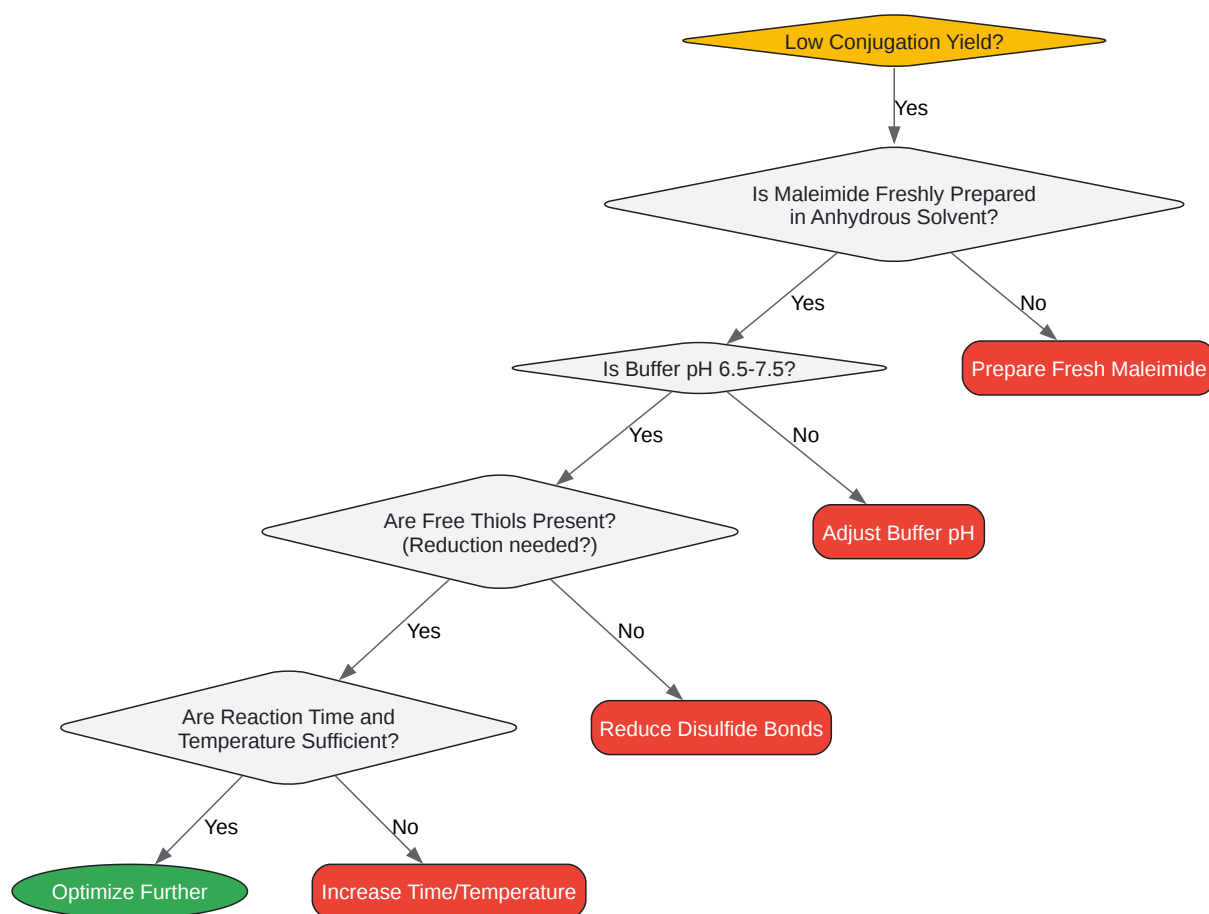 Low Conjugation Yield?
Yes
Is Maleimide Freshly Prepared
in Anhydrous Solvent?
Yes
No
Is Buffer pH 6.5-7.5?
Prepare Fresh Maleimide
Yes
No
Are Free Thiols Present?
(Reduction needed?)
Adjust Buffer pH
Yes
No
Are Reaction Time and
Temperature Sufficient?
Reduce Disulfide Bonds
Yes
No
Optimize Further
Increase Time/Temperature